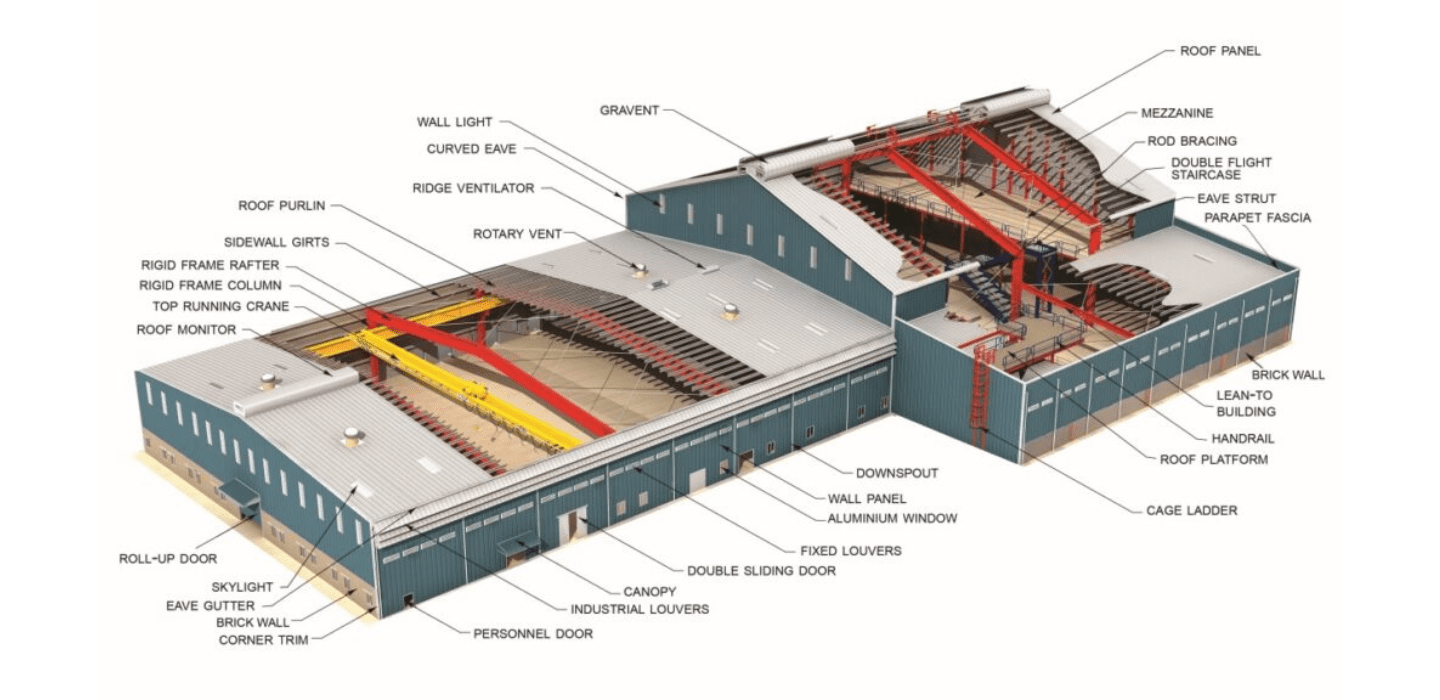 ROOF PANEL
GRAVENT
MEZZANINE
WALL LIGHT
ROD BRACING
CURVED EAVE
DOUBLE FLIGHT
STAIRCASE
RIDGE VENTILATOR
EAVE STRUT
ROOF PURLIN
PARAPET FASCIA
ROTARY VENT
SIDEWALL GIRTS
RIGID FRAME RAFTER
RIGID FRAME COLUMN
TOP RUNNING CRANE
ROOF MONITOR
BRICK WALL
LEAN-TO
BUILDING
HANDRAIL
ROOF PLATFORM
DOWNSPOUT
WALL PANEL
CAGE LADDER
ALUMINIUM WINDOW
FIXED LOUVERS
ROLL-UP DOOR
DOUBLE SLIDING DOOR
SKYLIGHT
CANOPY
EAVE GUTTER
INDUSTRIAL LOUVERS
BRICK WALL
PERSONNEL DOOR
CORNER TRIM